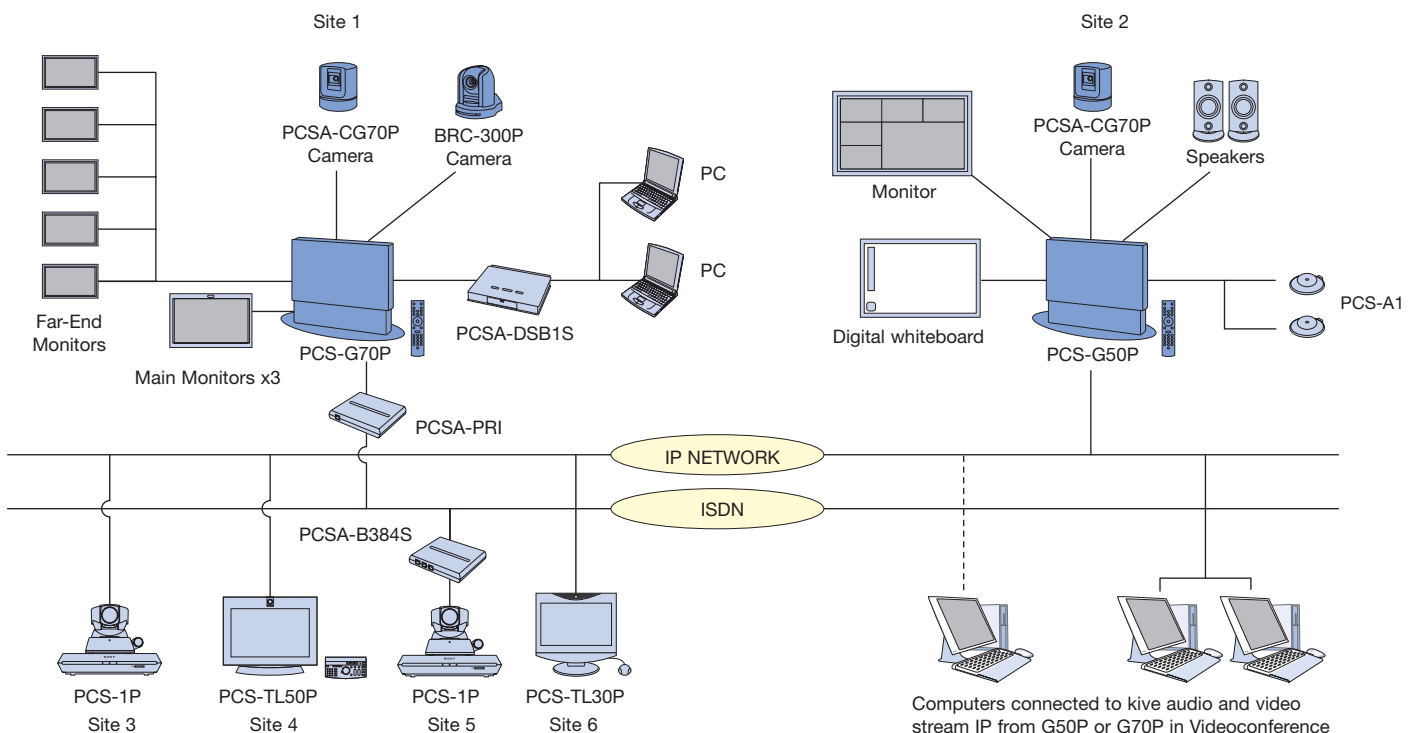 Site 1
Site 2
PCSA-CG70P
Camera
BRC-300P
Camera
PC
PC
PCSA-DSB1S
Far-End
Monitors
Main Monitors x3
PCS-G70P
PCSA-PRI
Monitor
PCSA-CG70P
Camera
Speakers
Digital whiteboard
PCS-G50P
PCS-A1
IP NETWORK
ISDN
PCSA-B384S
SONY
PCS-1P
Site 3
PCS-TL50P
Site 4
SONY
PCS-1P
Site 5
PCS-TL30P
Site 6
Computers connected to kive audio and video
stream IP from G50P or G70P in Videoconference